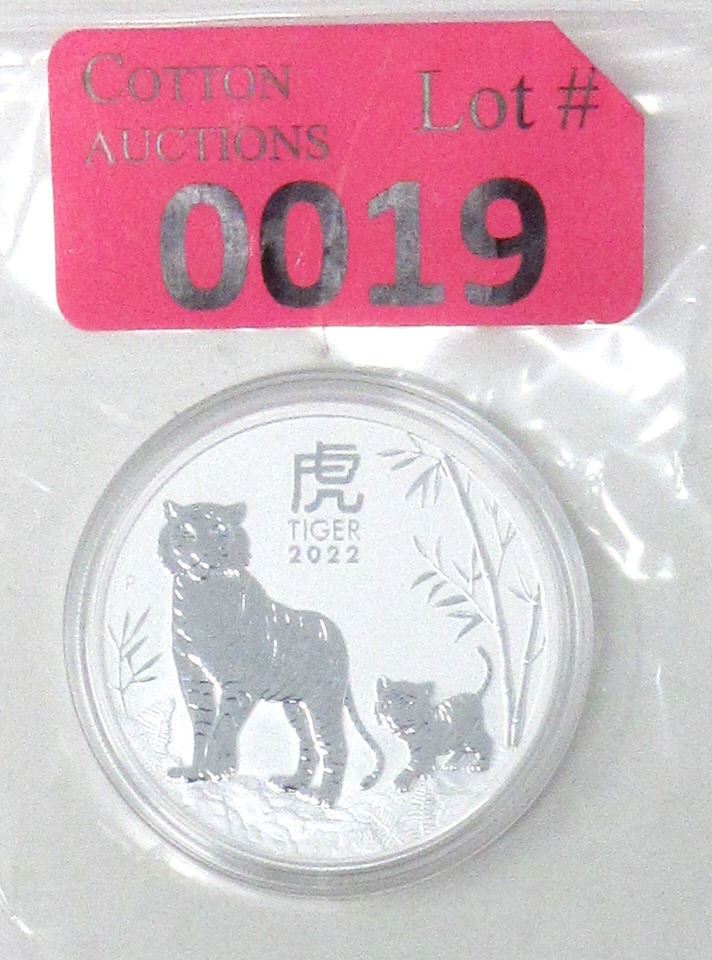 COTTON
AUCTIONS
Lot #
0019
虎
TIGER
2022
P